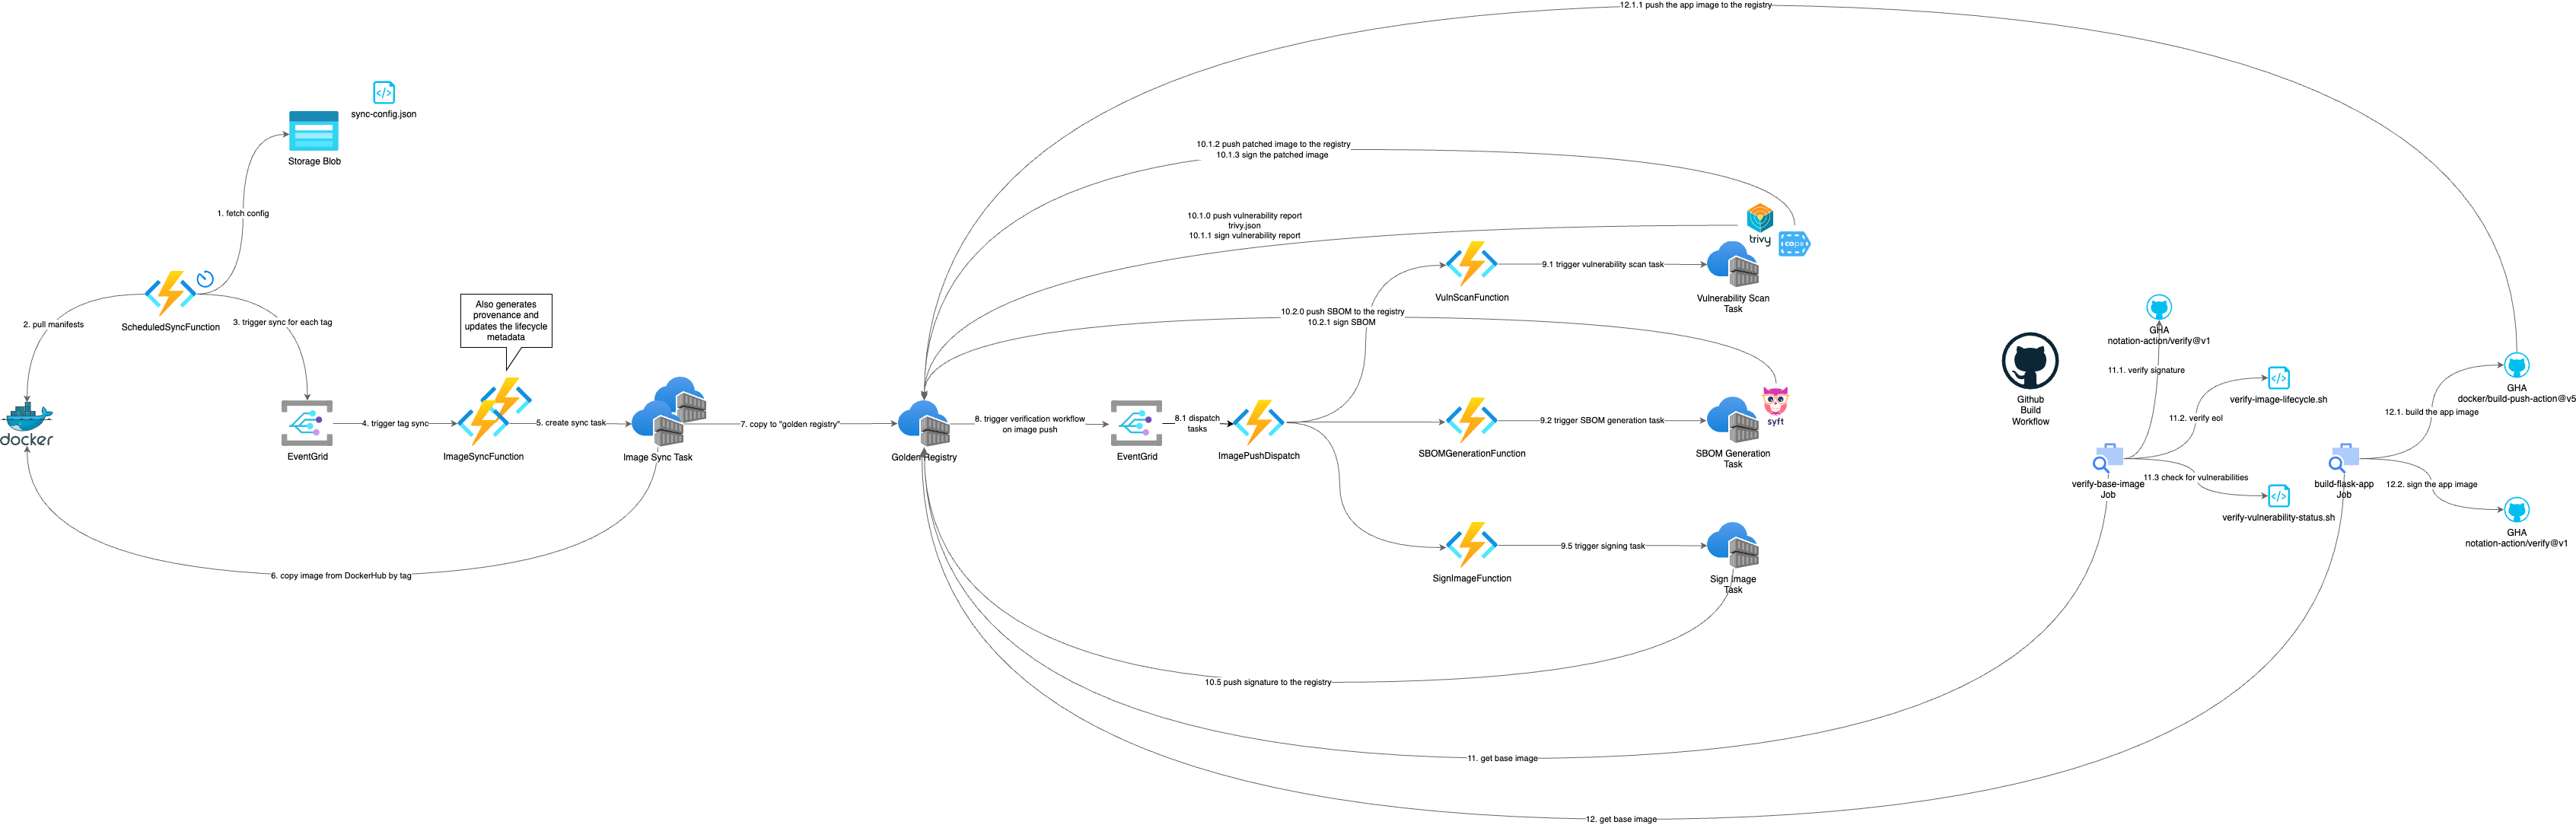 12.1.1 push the app image to the registry
sync-config.json
Storage Blob
1. fetch config
ScheduledSyncFunction
2. pull manifests
3. trigger sync for each tag
docker
EventGrid
4. trigger tag sync
Also generates
provenance and
updates the lifecycle
metadata
ImageSyncFunction
5. create sync task
Image Sync Task
6. copy image from DockerHub by tag
7. copy to "golden registry"
Golden Registry
8. trigger verification workflow
on image push
EventGrid
8.1 dispatch
tasks
ImagePushDispatch
10.1.2 push patched image to the registry
10.1.3 sign the patched image
10.1.0 push vulnerability report
trivy.json
10.1.1 sign vulnerability report
trivy
copa
VulnScanFunction
9.1 trigger vulnerability scan task
Vulnerability Scan
Task
10.2.0 push SBOM to the registry
10.2.1 sign SBOM
SBOMGenerationFunction
9.2 trigger SBOM generation task
syft
SBOM Generation
Task
SignImageFunction
9.5 trigger signing task
Sign Image
Task
10.5 push signature to the registry
11. get base image
12. get base image
Github
Build
Workflow
verify-base-image
Job
11.1. verify signature
GHA
notation-action/verify@v1
11.2. verify eol
verify-image-lifecycle.sh
11.3 check for vulnerabilities
verify-vulnerability-status.sh
build-flask-app
Job
12.1. build the app image
GHA
docker/build-push-action@v5
12.2. sign the app image
GHA
notation-action/verify@v1